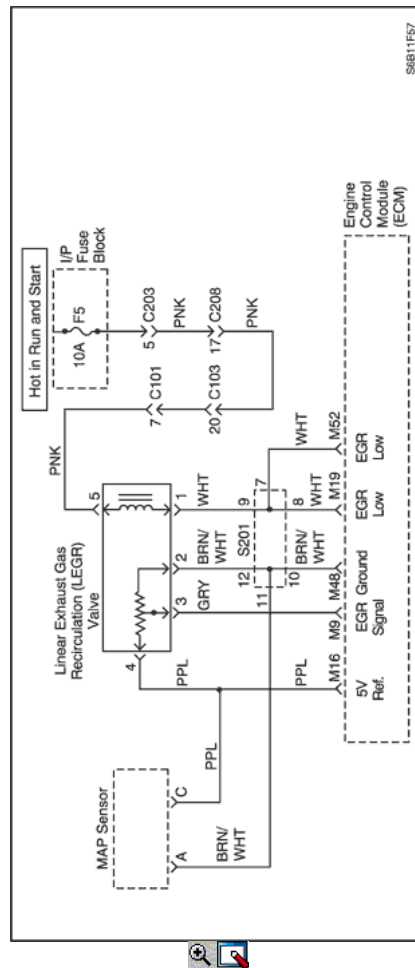 Hot in Run and Start
I/P
Fuse
Block
F5
10A
5
C203
PNK
17
C208
PNK
7
C101
20
C103
PNK
Linear Exhaust Gas
Recirculation (LEGR)
Valve
5
4
3
2
1
MAP Sensor
C
A
PPL
PPL
PPL
BRN/
WHT
GRY
BRN/
WHT
WHT
12
S201
9
7
11
10
8
BRN/
WHT
WHT
WHT
M16
M9
M48
M19
M52
5V
Ref.
EGR
Signal
Ground
EGR
Low
EGR
Low
Engine
Control
Module
(ECM)
S6B11F57